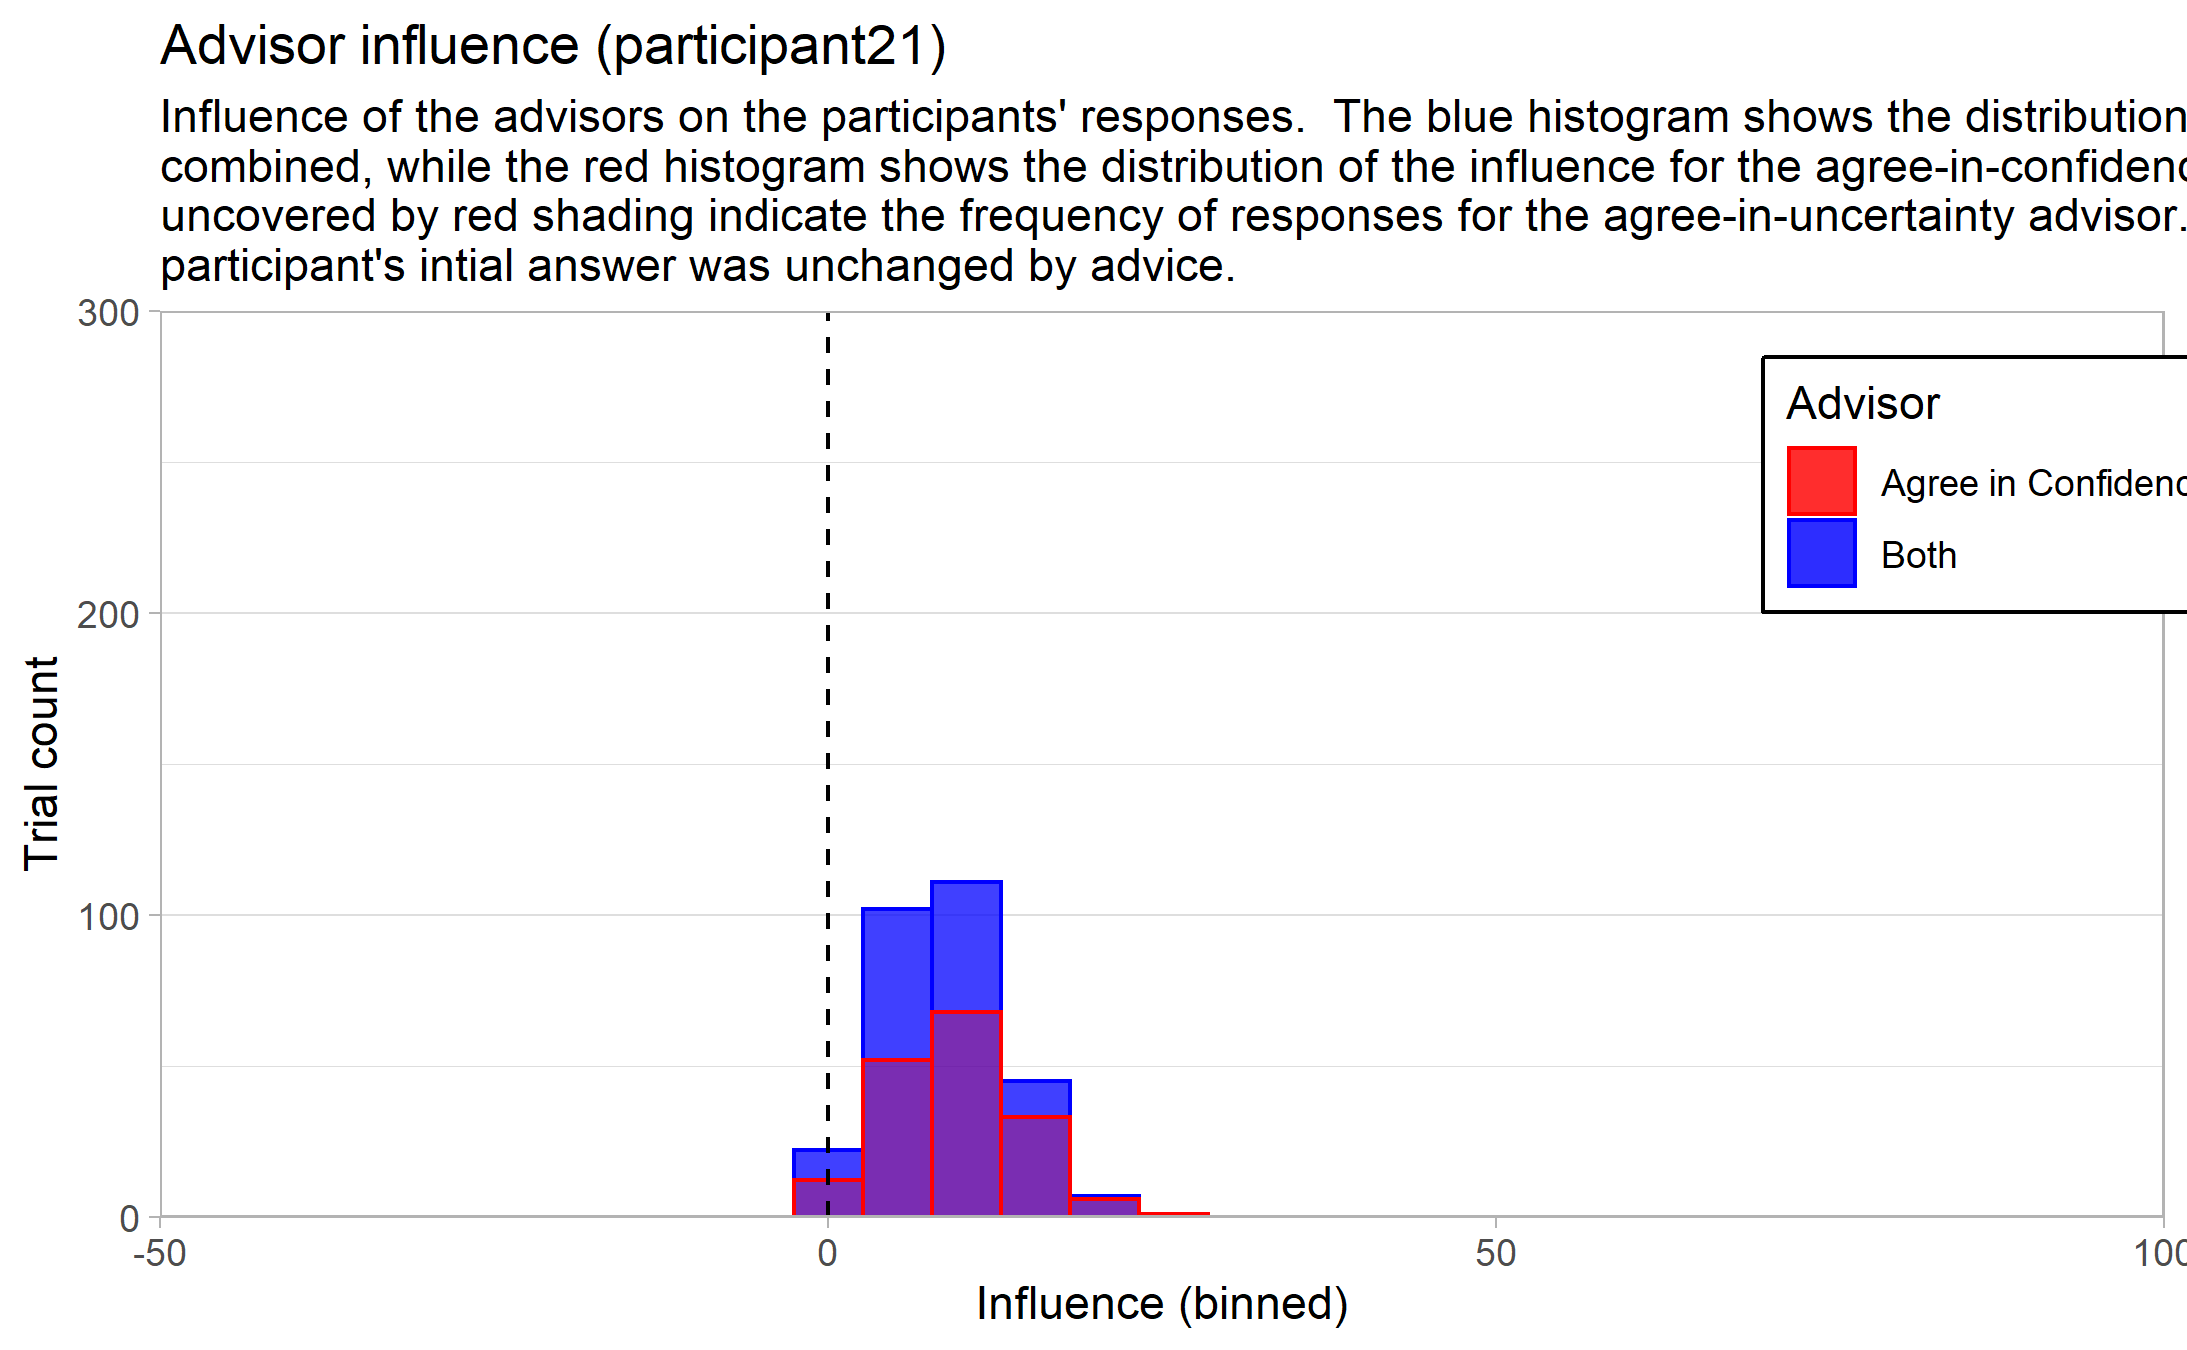 Advisor influence (participant21)
Influence of the advisors on the participants' responses.  The blue histogram shows the distribution
combined, while the red histogram shows the distribution of the influence for the agree-in-confidenc
uncovered by red shading indicate the frequency of responses for the agree-in-uncertainty advisor.
participant's intial answer was unchanged by advice.
300
200
100
0
Trial count
Advisor
Agree in Confidenc
Both
-50
0
50
100
Influence (binned)